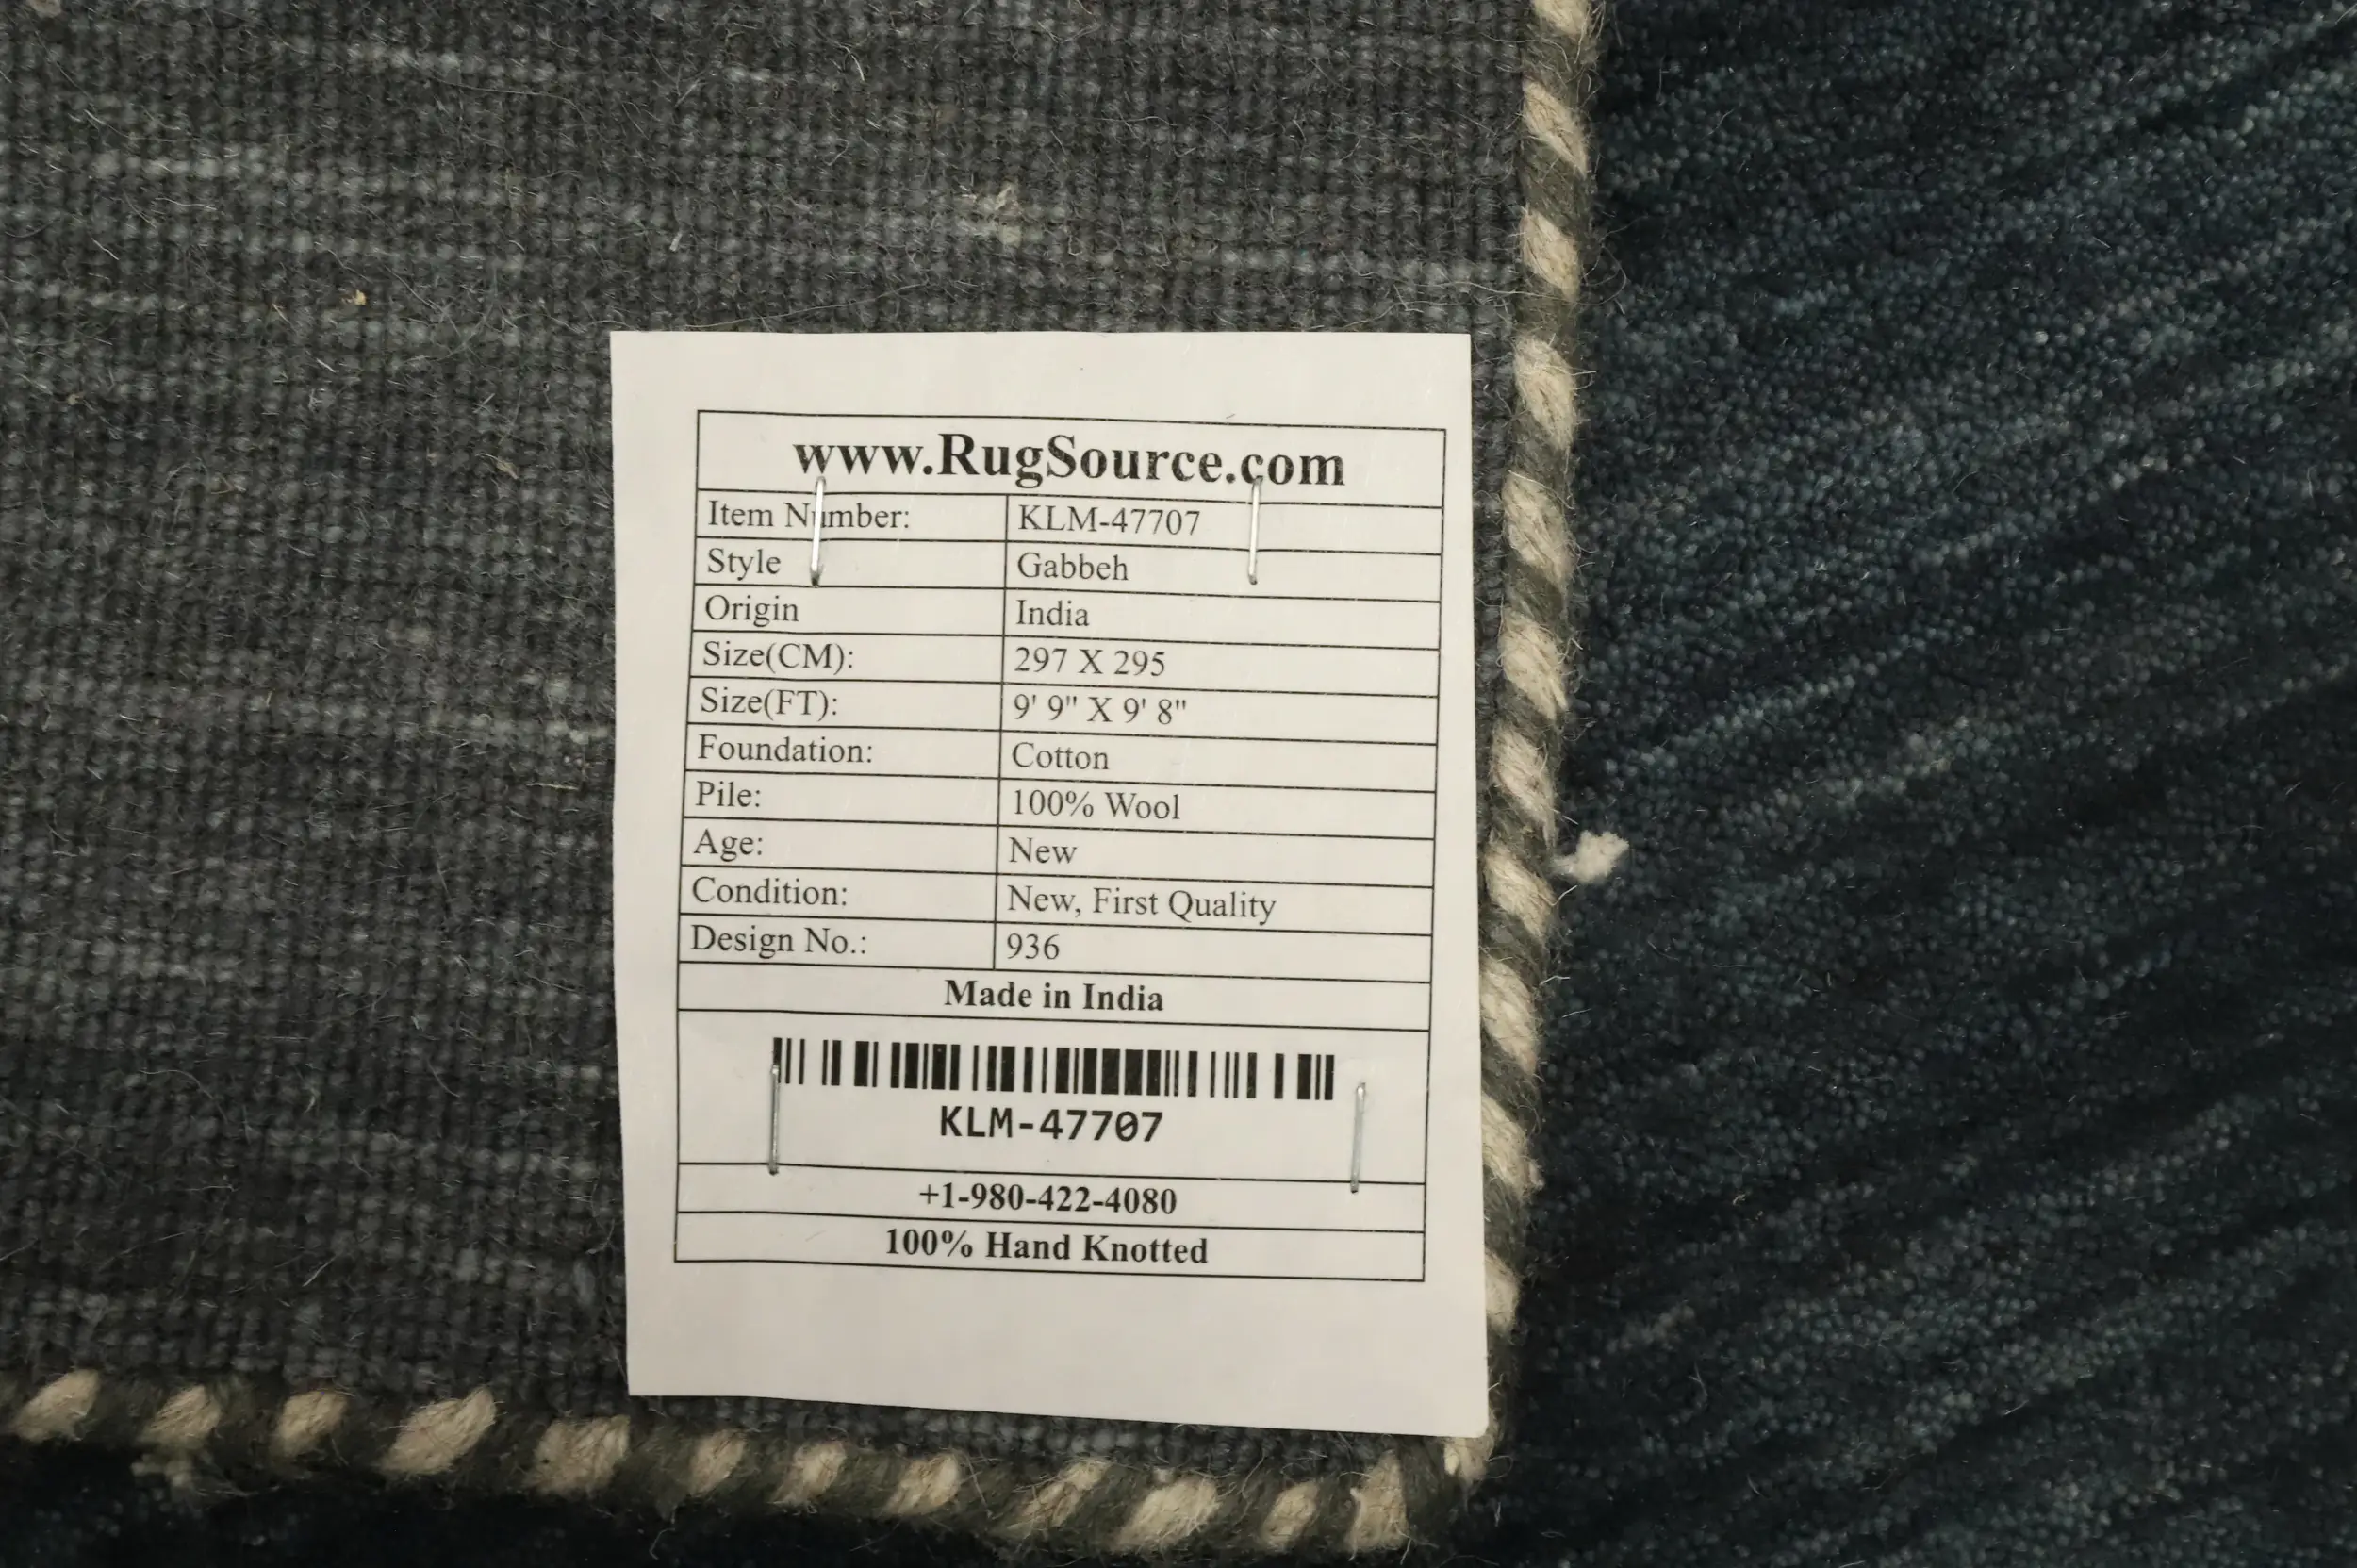 www.RugSource.com
Item Number: KLM-47707
Style Gabbeh
Origin India
Size(CM): 297 X 295
Size(FT): 9' 9" X 9' 8"
Foundation: Cotton
Pile: 100% Wool
Age: New
Condition: New, First Quality
Design No.: 936
Made in India
KLM-47707
+1-980-422-4080
100% Hand Knotted